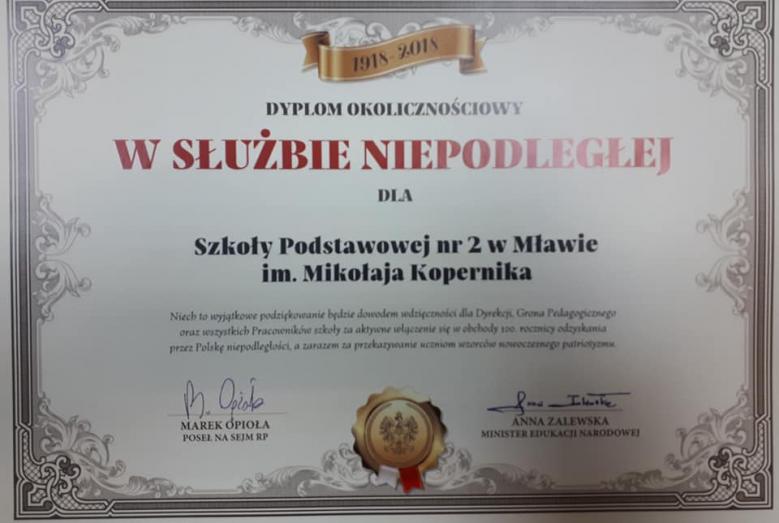 1918-2018
DYPLOM OKOLICZNOŚCIOWY
W SŁUŻBIE NIEPODLEGŁEJ
DLA
Szkoły Podstawowej nr 2 w Mławie
im. Mikołaja Kopernika
Niech to wyjątkowe podziękowanie będzie dowodem wdzięczności dla Dyrekcji, Grona Pedagogicznego
oraz wszystkich Pracowników szkoły za aktywne włączenie się w obchody 100. rocznicy odzyskania
przez Polskę niepodległości, a zarazem za przekazywanie uczniom wzorców nowoczesnego patriotyzmu.
M. Opioła
MAREK OPIOŁA
POSEŁ NA SEJM RP
Anna Zalewska
ANNA ZALEWSKA
MINISTER EDUKACJI NARODOWEJ